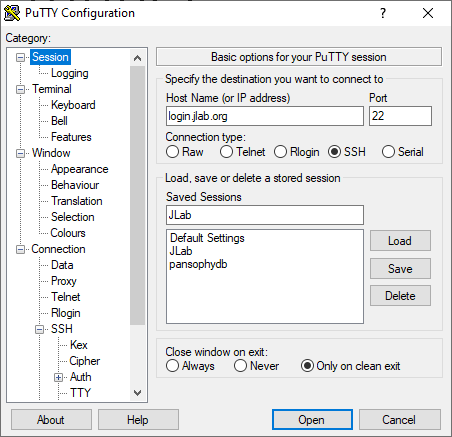 PuTTY Configuration
? ×
Category:
Session
Logging
Terminal
Keyboard
Bell
Features
Window
Appearance
Behaviour
Translation
Selection
Colours
Connection
Data
Proxy
Telnet
Rlogin
SSH
Kex
Cipher
Auth
TTY
Basic options for your PuTTY session
Specify the destination you want to connect to
Host Name (or IP address) Port
login.jlab.org 22
Connection type:
Raw Telnet Rlogin SSH Serial
Load, save or delete a stored session
Saved Sessions
JLab
Default Settings
JLab
pansophydb
Load
Save
Delete
Close window on exit:
Always Never Only on clean exit
About Help Open Cancel